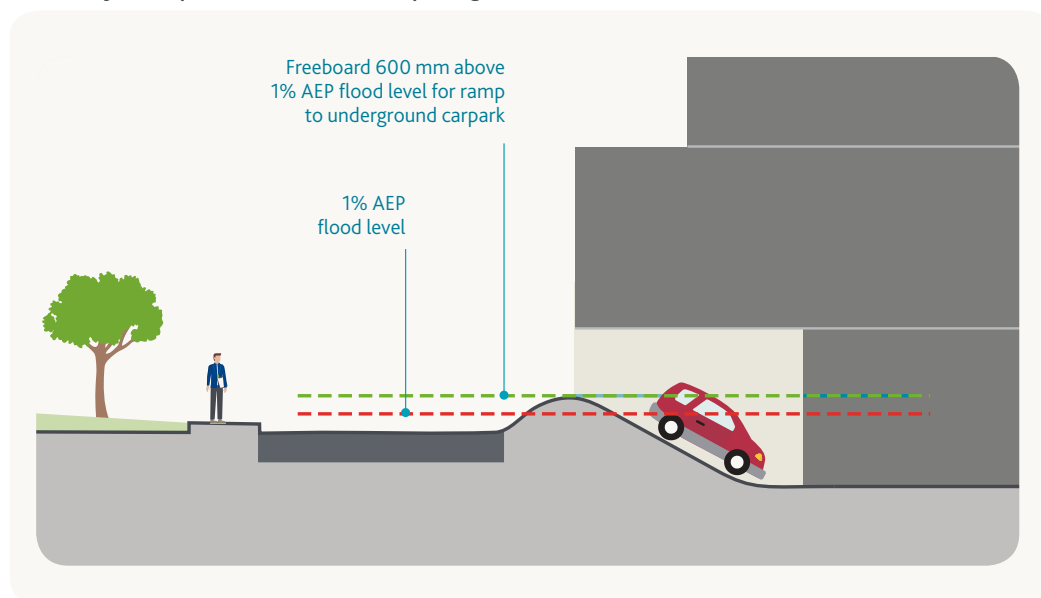 Freeboard 600 mm above
1% AEP flood level for ramp
to underground carpark
1% AEP
flood level